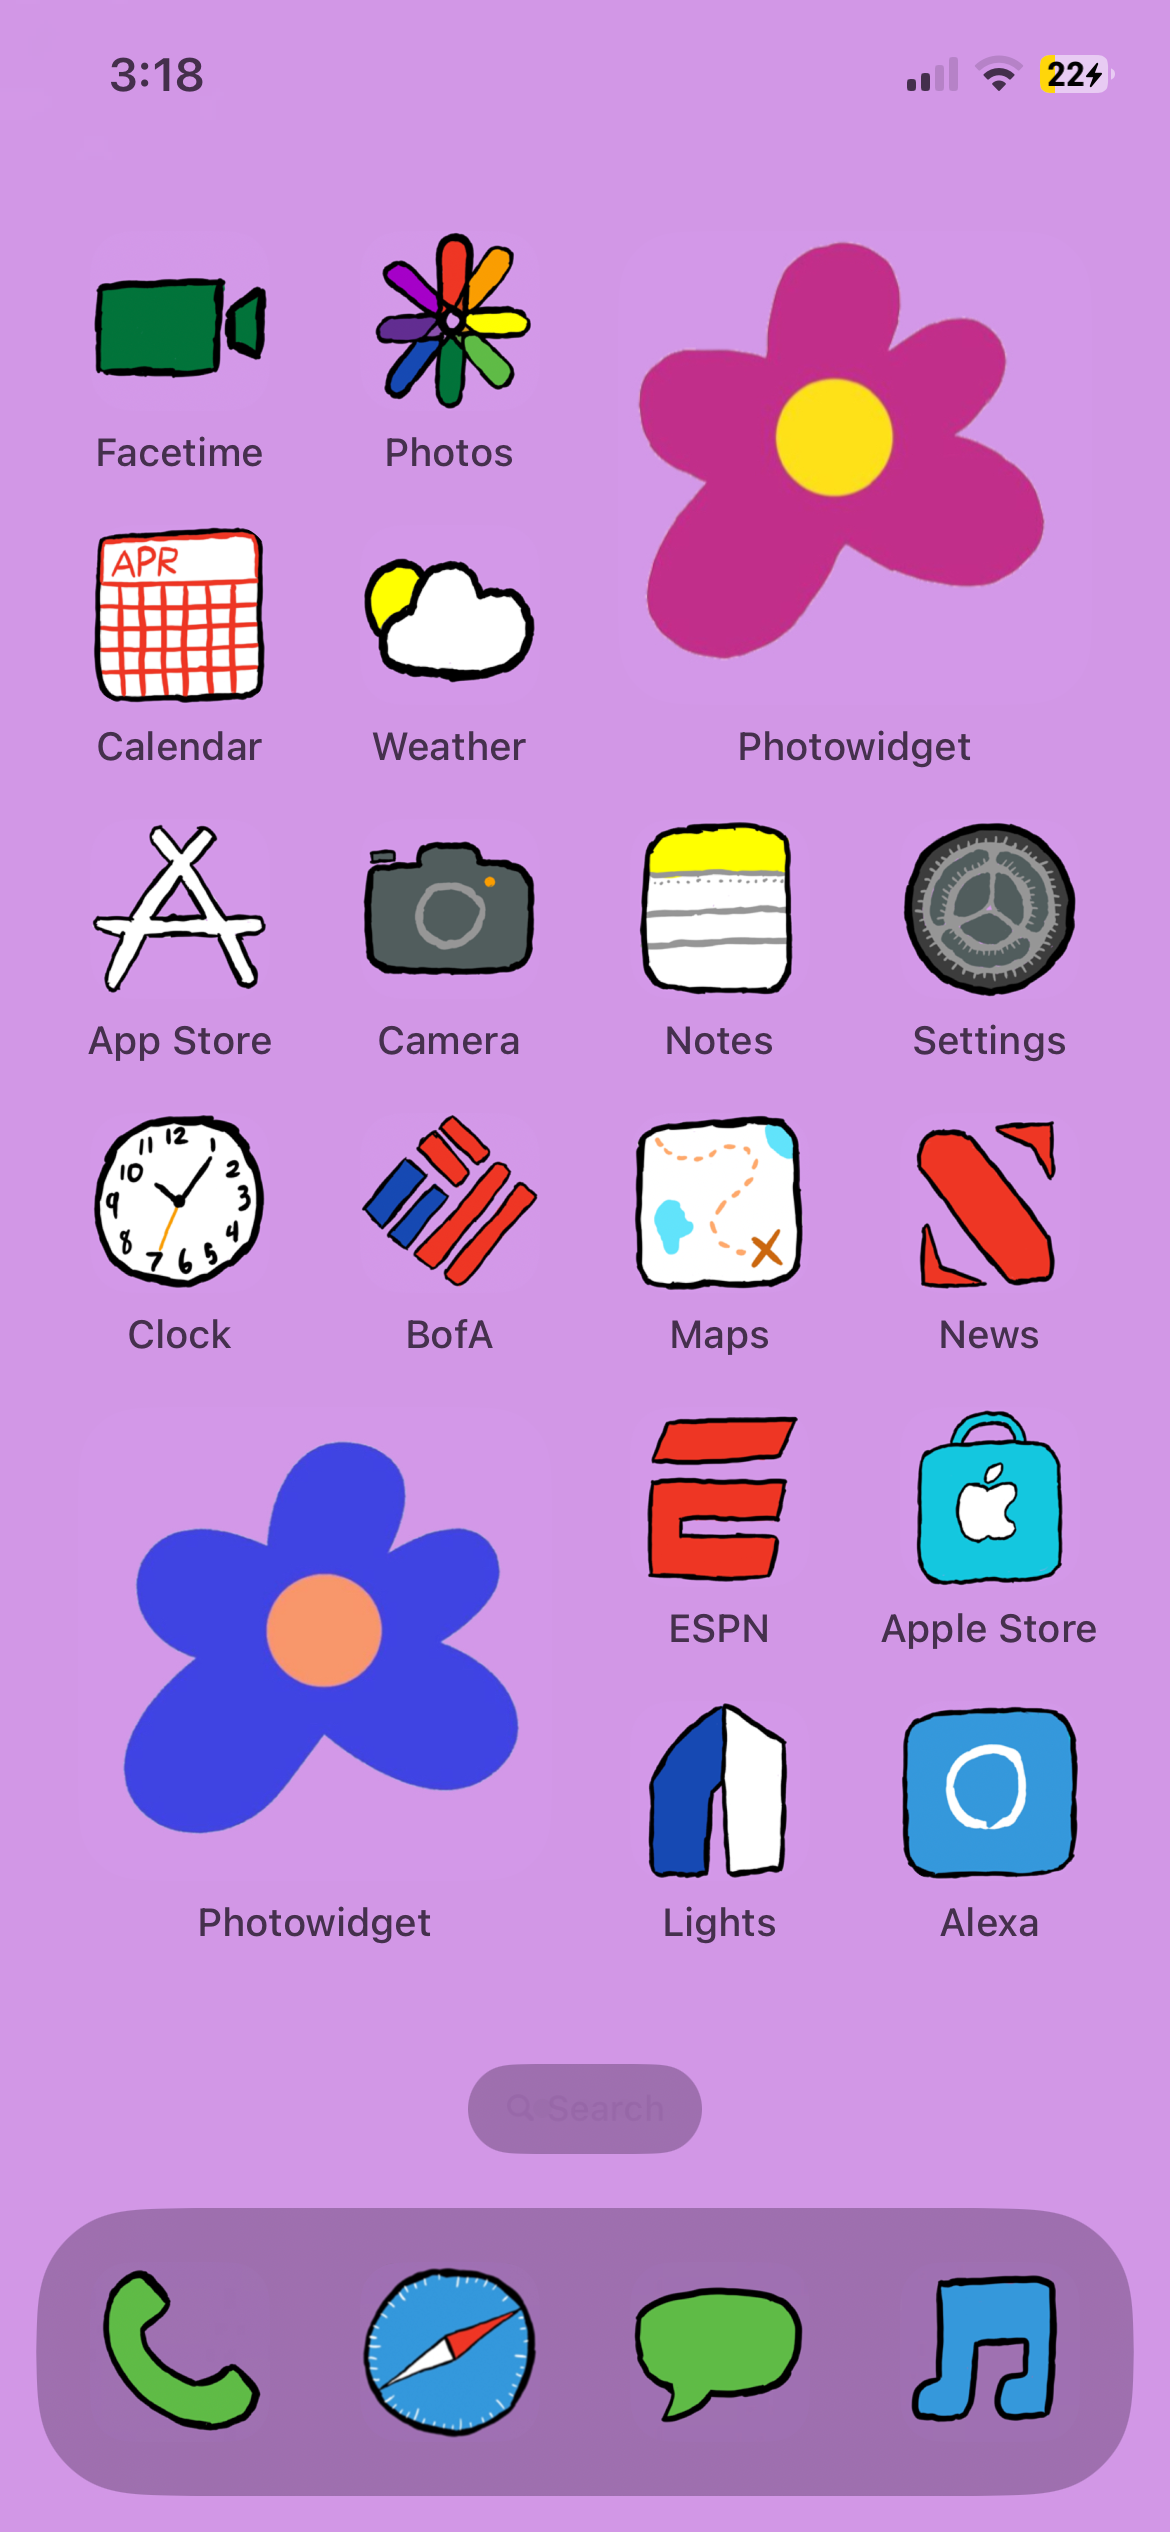 3:18
22
Facetime
Photos
APR
Calendar
Weather
Photowidget
App Store
Camera
Notes
Settings
12
11
1
10
2
9
3
8
4
7
6
5
Clock
BofA
Maps
News
ESPN
Apple Store
Photowidget
Lights
Alexa
Search